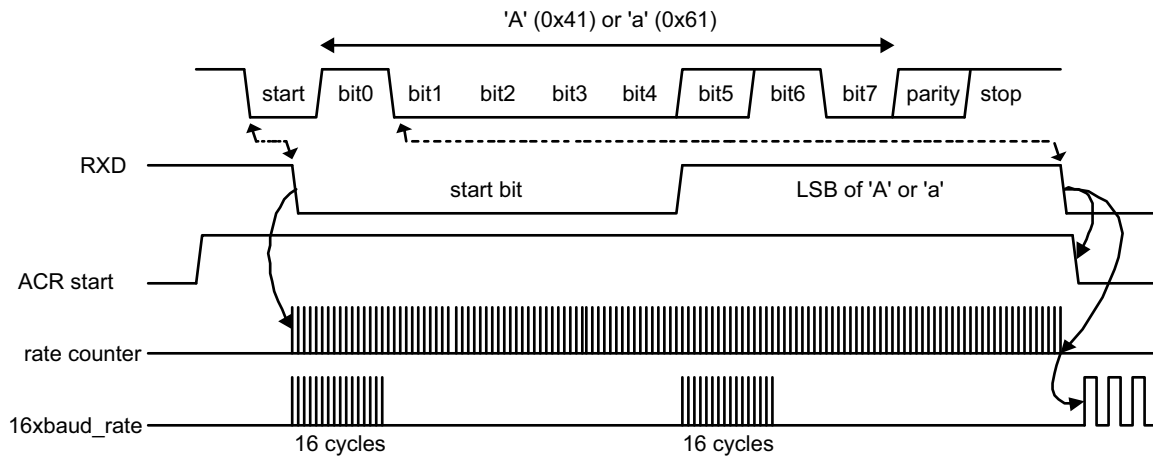 'A' (0x41) or 'a' (0x61)
start bit0 bit1 bit2 bit3 bit4 bit5 bit6 bit7 parity stop
RXD
start bit LSB of 'A' or 'a'
ACR start
rate counter
16xbaud_rate
16 cycles 16 cycles